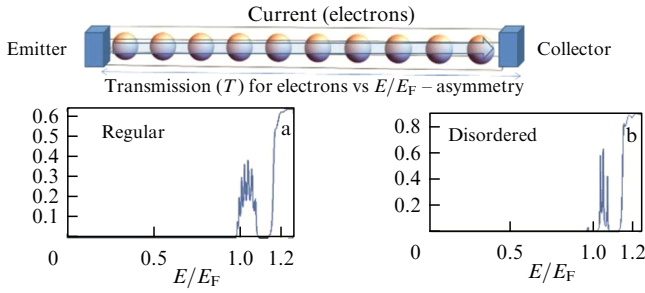 Current (electrons)
Emitter
Collector
Transmission (T) for electrons vs E/EF – asymmetry
0.6
0.5
0.4
0.3
0.2
0.1
Regular
a
0
0.5
1.0
1.2
E/EF
0.8
0.6
0.4
0.2
Disordered
b
0
0.5
1.0
1.2
E/EF